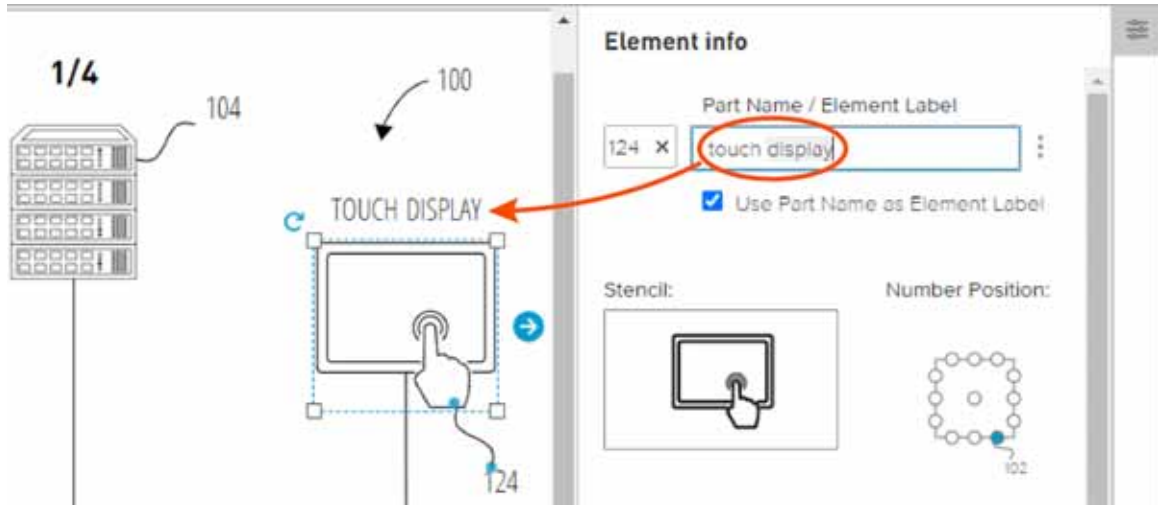 1/4
104
100
TOUCH DISPLAY
124
Element info
Part Name / Element Label
124 ×
touch display
Use Part Name as Element Label
Stencil:
Number Position:
102